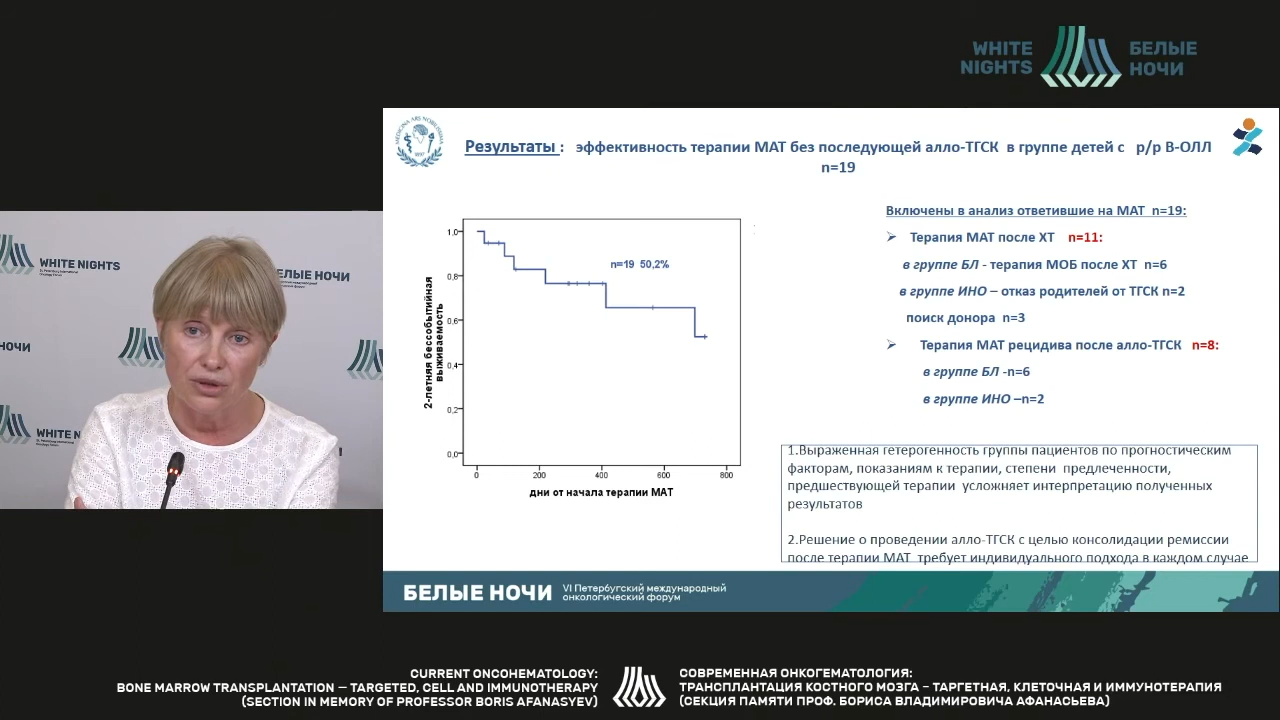 WHITE
NIGHTS
БЕЛЫЕ
НОЧИ
MEDICINA ARS NOBILISSIMA
1897
Результаты : эффективность терапии МАТ без последующей алло-ТГСК в группе детей с р/р В-ОЛЛ
n=19
2-летняя бессобытийная
выживаемость
1,0
0,8
0,6
0,4
0,2
0,0
n=19 50,2%
0
200
400
600
800
дни от начала терапии МАТ
Включены в анализ ответившие на МАТ n=19:
➢ Терапия МАТ после ХТ n=11:
в группе БЛ - терапия МОБ после ХТ n=6
в группе ИНО – отказ родителей от ТГСК n=2
поиск донора n=3
➢ Терапия МАТ рецидива после алло-ТГСК n=8:
в группе БЛ -n=6
в группе ИНО –n=2
1.Выраженная гетерогенность группы пациентов по прогностическим
факторам, показаниям к терапии, степени предлеченности,
предшествующей терапии усложняет интерпретацию полученных
результатов
2.Решение о проведении алло-ТГСК с целью консолидации ремиссии
после терапии МАТ требует индивидуального подхода в каждом случае
БЕЛЫЕ НОЧИ
VI Петербургский международный
онкологический форум
WHITE NIGHTS
БЕЛЫЕ НОЧИ
НОЧИ
WHITE N
CURRENT ONCOHEMATOLOGY:
BONE MARROW TRANSPLANTATION – TARGETED, CELL AND IMMUNOTHERAPY
(SECTION IN MEMORY OF PROFESSOR BORIS AFANASYEV)
СОВРЕМЕННАЯ ОНКОГЕМАТОЛОГИЯ:
ТРАНСПЛАНТАЦИЯ КОСТНОГО МОЗГА – ТАРГЕТНАЯ, КЛЕТОЧНАЯ И ИММУНОТЕРАПИЯ
(СЕКЦИЯ ПАМЯТИ ПРОФ. БОРИСА ВЛАДИМИРОВИЧА АФАНАСЬЕВА)